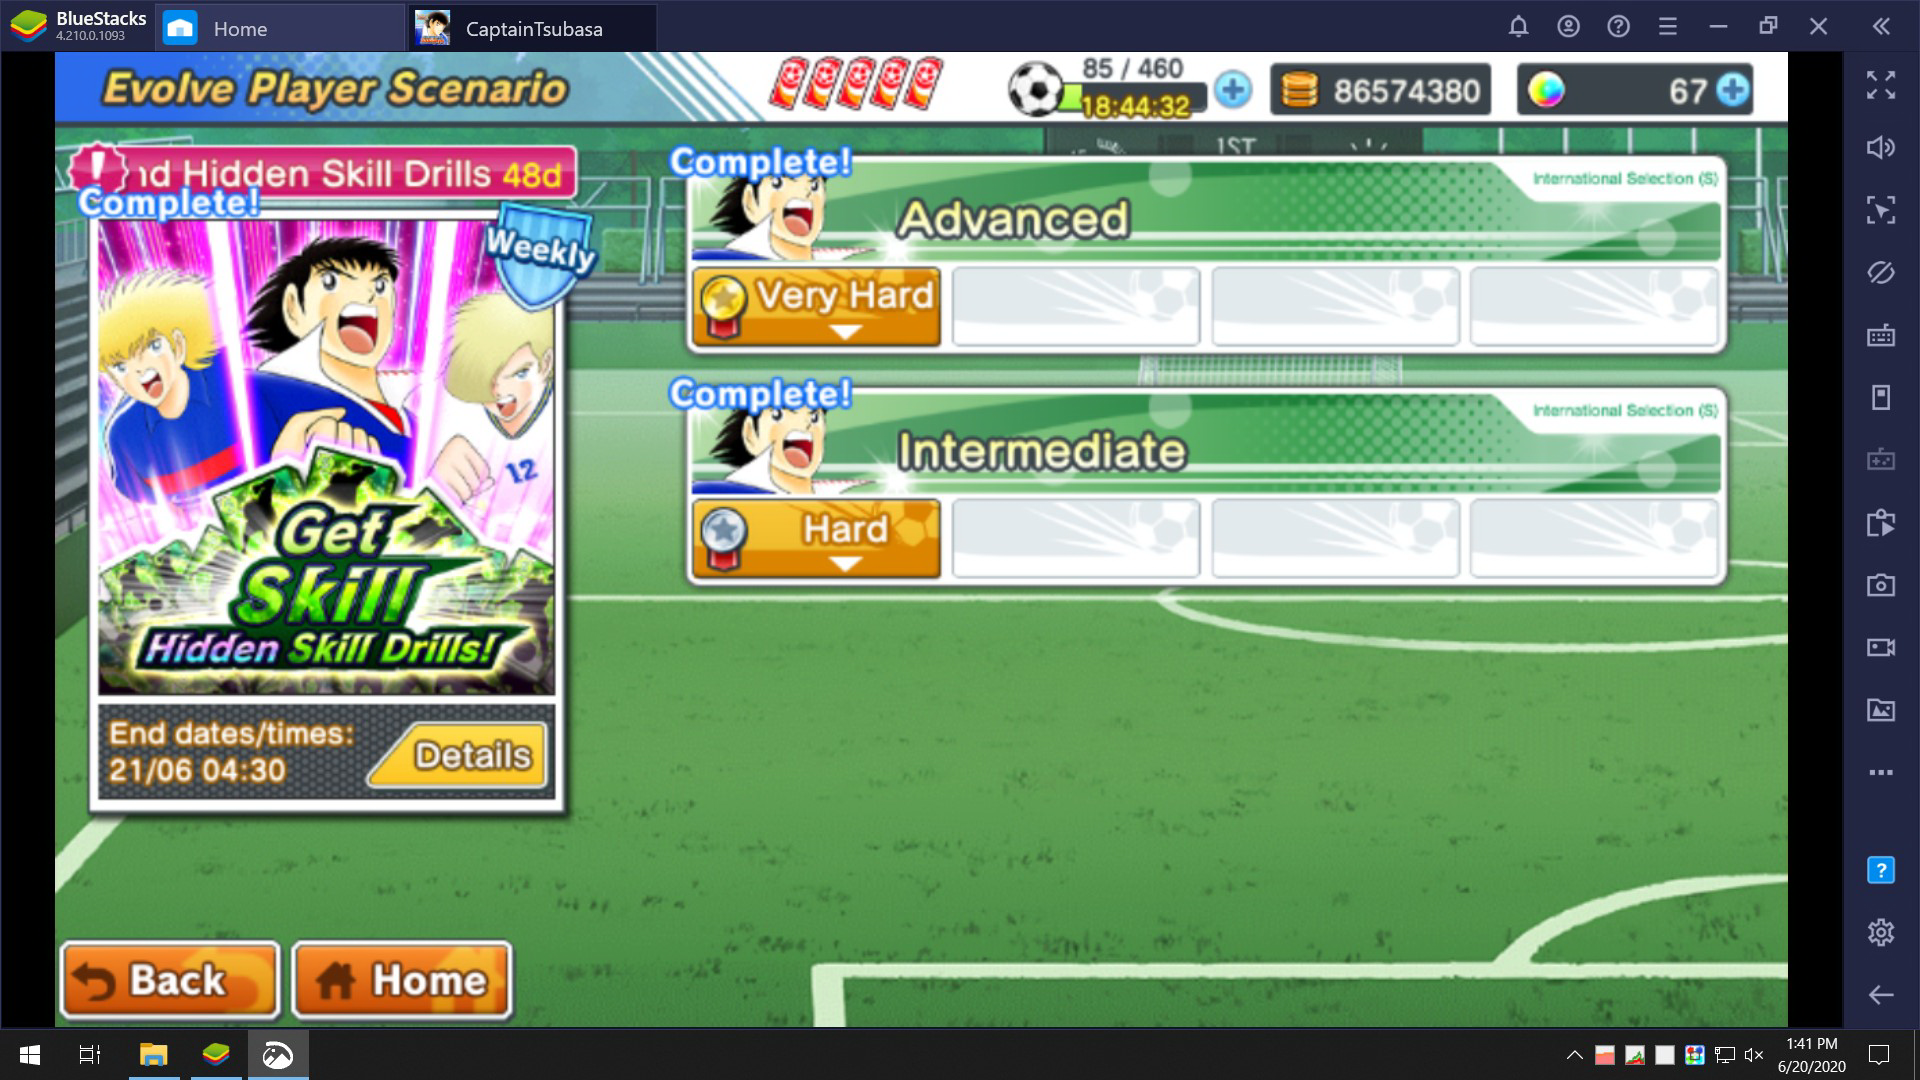 BlueStacks
4.210.0.1093
Home
CaptainTsubasa
Evolve Player Scenario
85 / 460
18:44:32
86574380
67
nd Hidden Skill Drills 48d
Complete!
Weekly
12
Get
Skill
Hidden Skill Drills!
End dates/times:
21/06 04:30
Details
1ST
Complete!
International Selection (S)
Advanced
Very Hard
Complete!
International Selection (S)
Intermediate
Hard
Back
Home
1:41 PM
6/20/2020